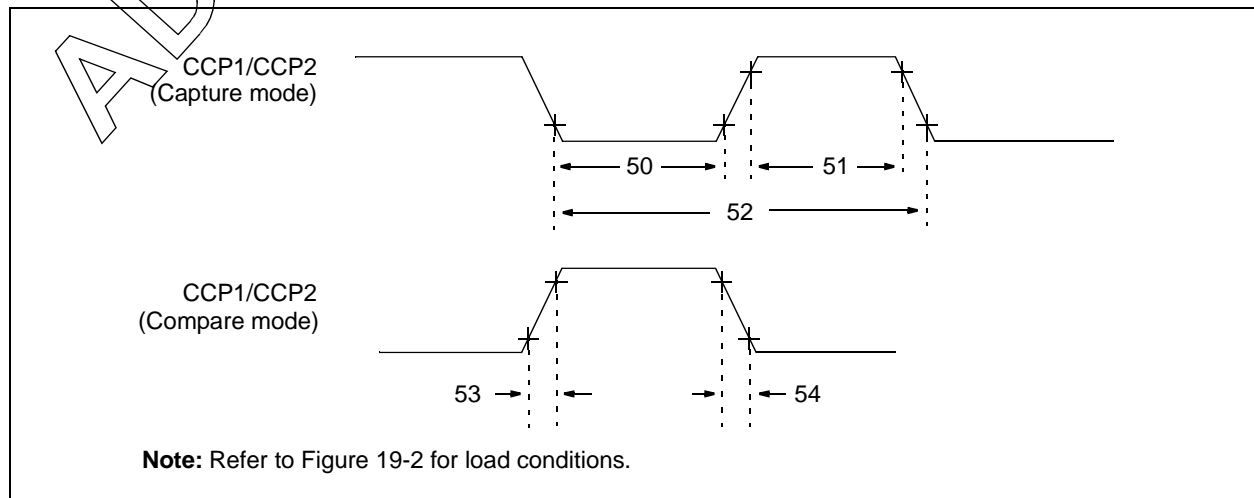 CCP1/CCP2
(Capture mode)
50
51
52
CCP1/CCP2
(Compare mode)
53
54
Note: Refer to Figure 19-2 for load conditions.